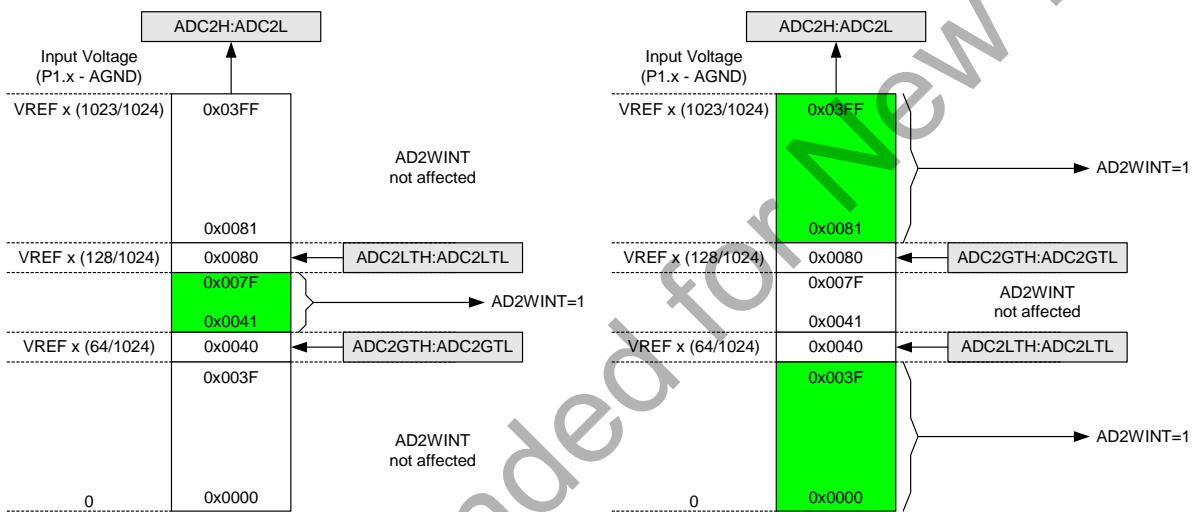 ADC2H:ADC2L
Input Voltage
(P1.x - AGND)
VREF x (1023/1024)
0x03FF
AD2WINT
not affected
0x0081
VREF x (128/1024)
0x0080
ADC2LTH:ADC2LTL
0x007F
AD2WINT=1
0x0041
VREF x (64/1024)
0x0040
ADC2GTH:ADC2GTL
0x003F
AD2WINT
not affected
0
0x0000
ADC2H:ADC2L
Input Voltage
(P1.x - AGND)
VREF x (1023/1024)
0x03FF
AD2WINT=1
0x0081
VREF x (128/1024)
0x0080
ADC2GTH:ADC2GTL
0x007F
AD2WINT
not affected
0x0041
VREF x (64/1024)
0x0040
ADC2LTH:ADC2LTL
0x003F
AD2WINT=1
0
0x0000
for New